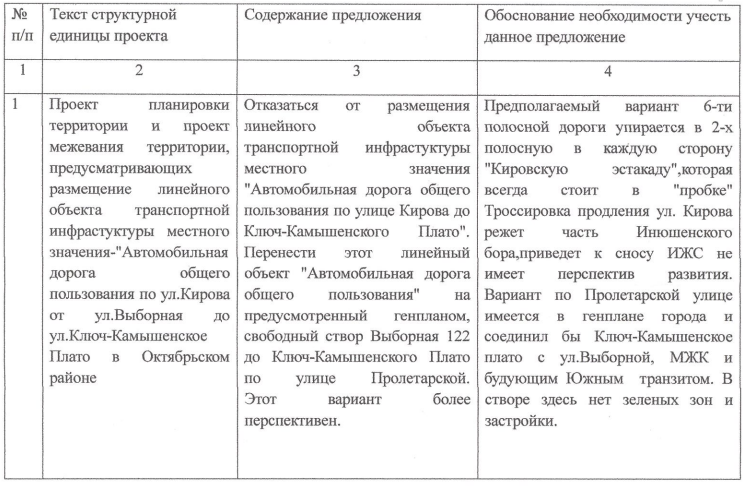 №
п/п
Текст структурной
единицы проекта
Содержание предложения
Обоснование необходимости учесть
данное предложение
1
2
3
4
1
Проект планировки
территории и проект
межевания территории,
предусматривающих
размещение линейного
объекта транспортной
инфрастуктуры местного
значения-"Автомобильная
дорога общего
пользования по ул.Кирова
от ул.Выборная до
ул.Ключ-Камышенское
Плато в Октябрьском
районе
Отказаться от размещения
линейного объекта
транспортной инфрастуктуры
местного значения
"Автомобильная дорога общего
пользования по улице Кирова до
Ключ-Камышенского Плато".
Перенести этот линейный
объект "Автомобильная дорога
общего пользования" на
предусмотренный генпланом,
свободный створ Выборная 122
до Ключ-Камышенского Плато
по улице Пролетарской.
Этот вариант более
перспективен.
Предполагаемый вариант 6-ти
полосной дороги упирается в 2-х
полосную в каждую сторону
"Кировскую эстакаду",которая
всегда стоит в "пробке"
Троссировка продления ул. Кирова
режет часть Инюшенского
бора,приведет к сносу ИЖС не
имеет перспектив развития.
Вариант по Пролетарской улице
имеется в генплане города и
соединил бы Ключ-Камышенское
плато с ул.Выборной, МЖК и
будующим Южным транзитом. В
створе здесь нет зеленых зон и
застройки.